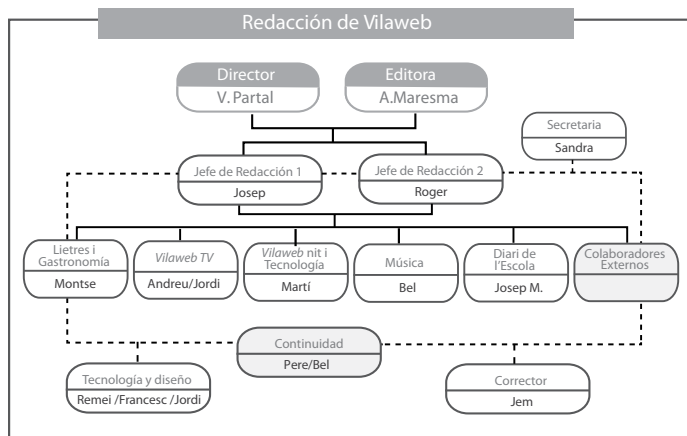 Redacción de Vilaweb
Director
V. Partal
Editora
A.Maresma
Secretaria
Sandra
Jefe de Redacción 1
Josep
Jefe de Redacción 2
Roger
Lietres i
Gastronomía
Montse
Vilaweb TV
Andreu/Jordi
Vilaweb nit i
Tecnología
Martí
Música
Bel
Diari de
l’Escola
Josep M.
Colaboradores
Externos
Continuidad
Pere/Bel
Tecnología y diseño
Remei /Francesc /Jordi
Corrector
Jem